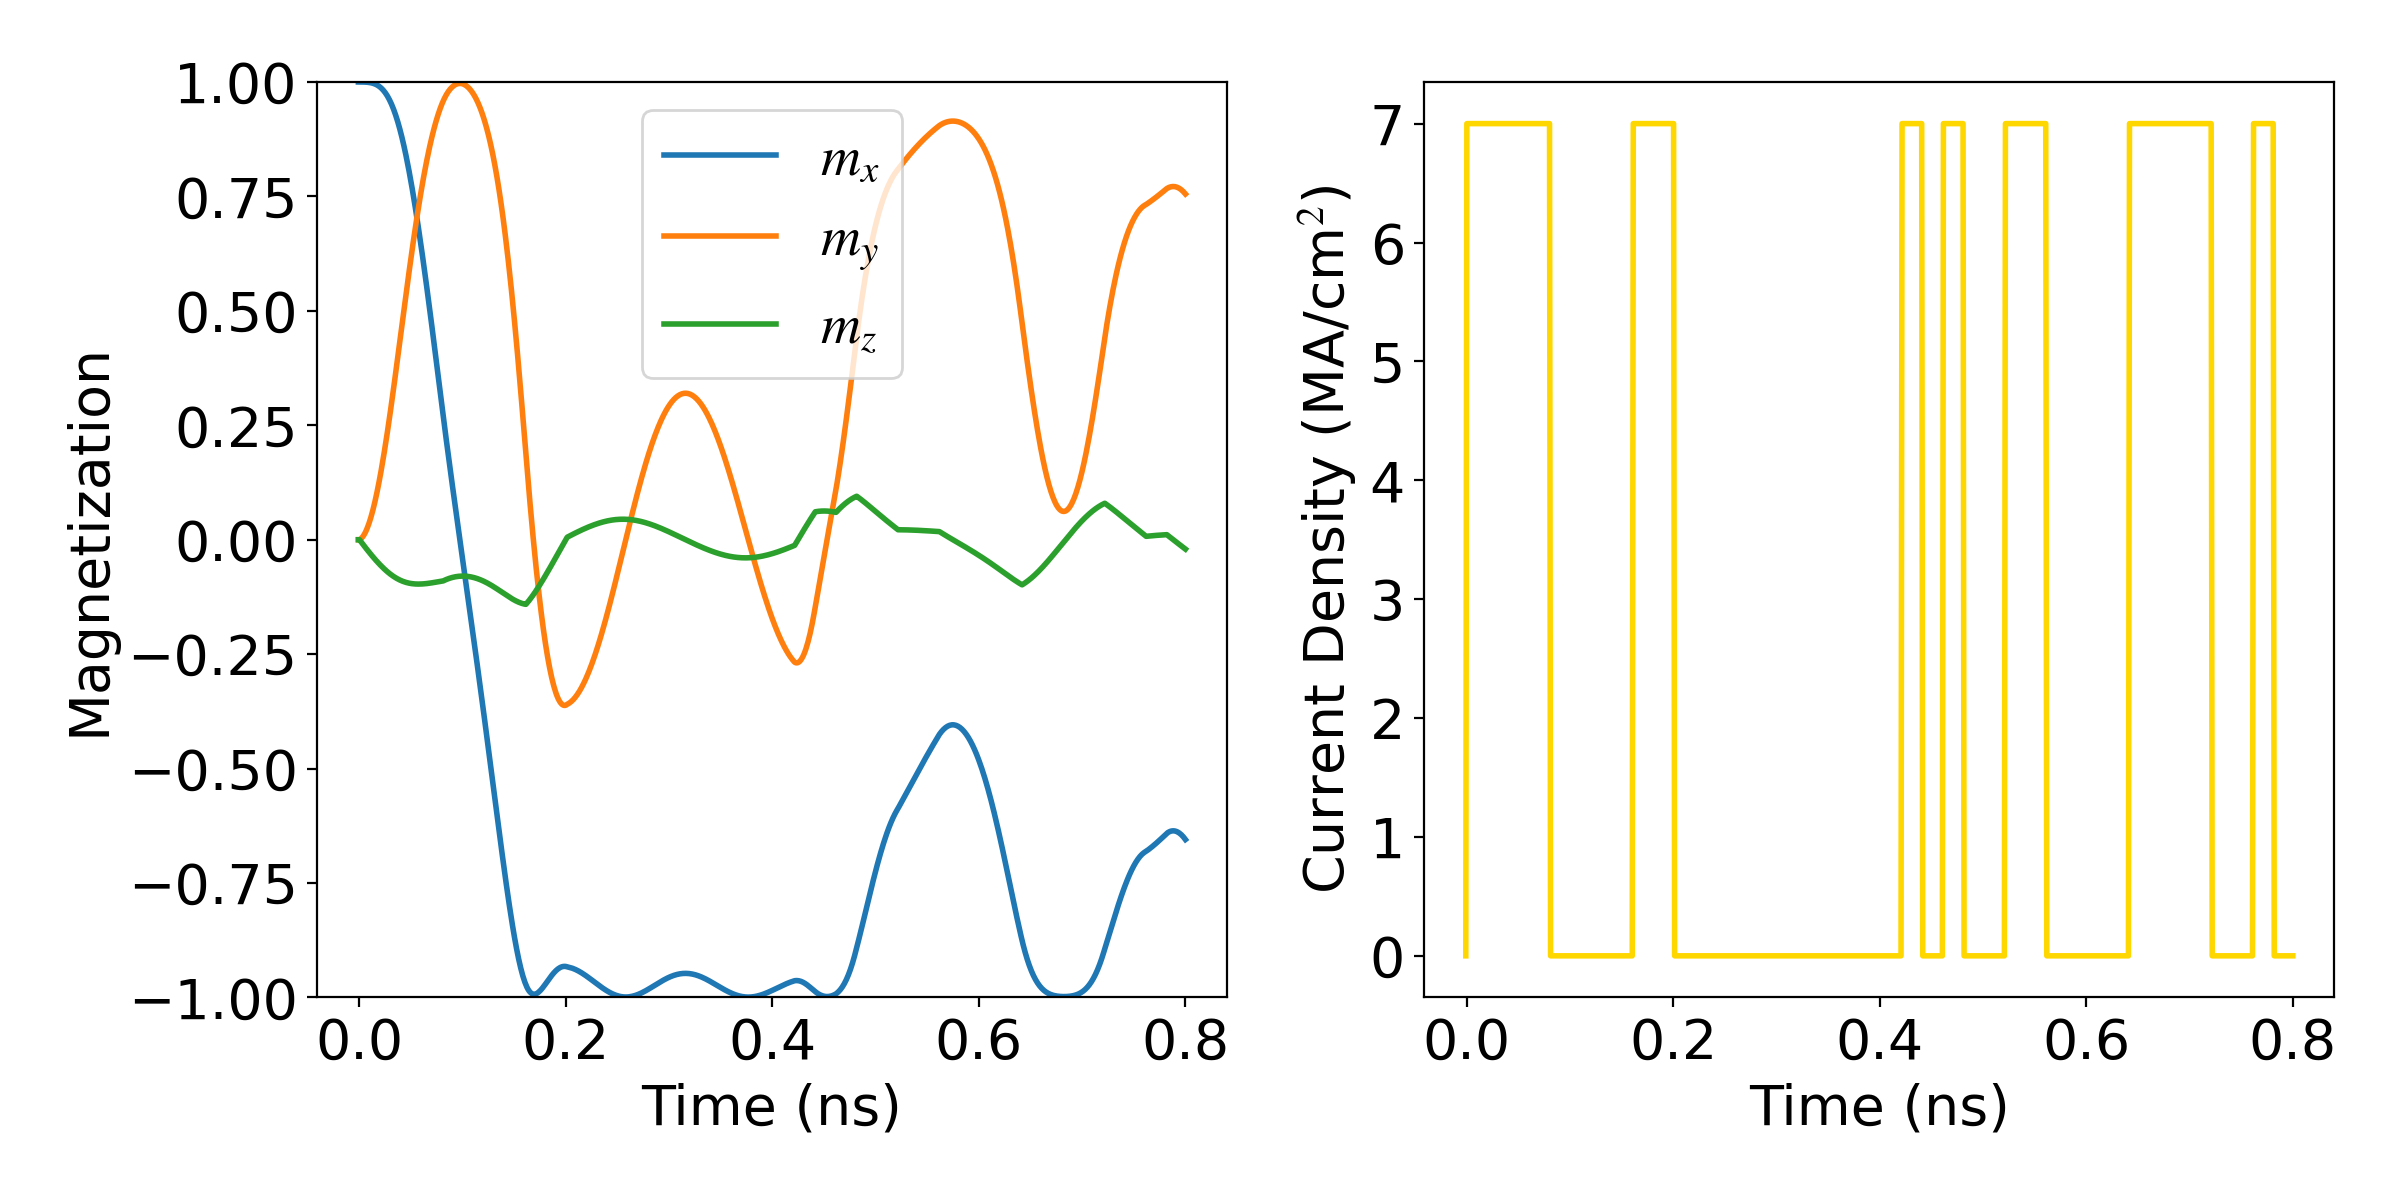 Magnetization
1.00
0.75
0.50
0.25
0.00
−0.25
−0.50
−0.75
−1.00
0.0 0.2 0.4 0.6 0.8
Time (ns)
m_x
m_y
m_z
Current Density (MA/cm²)
7
6
5
4
3
2
1
0
0.0 0.2 0.4 0.6 0.8
Time (ns)